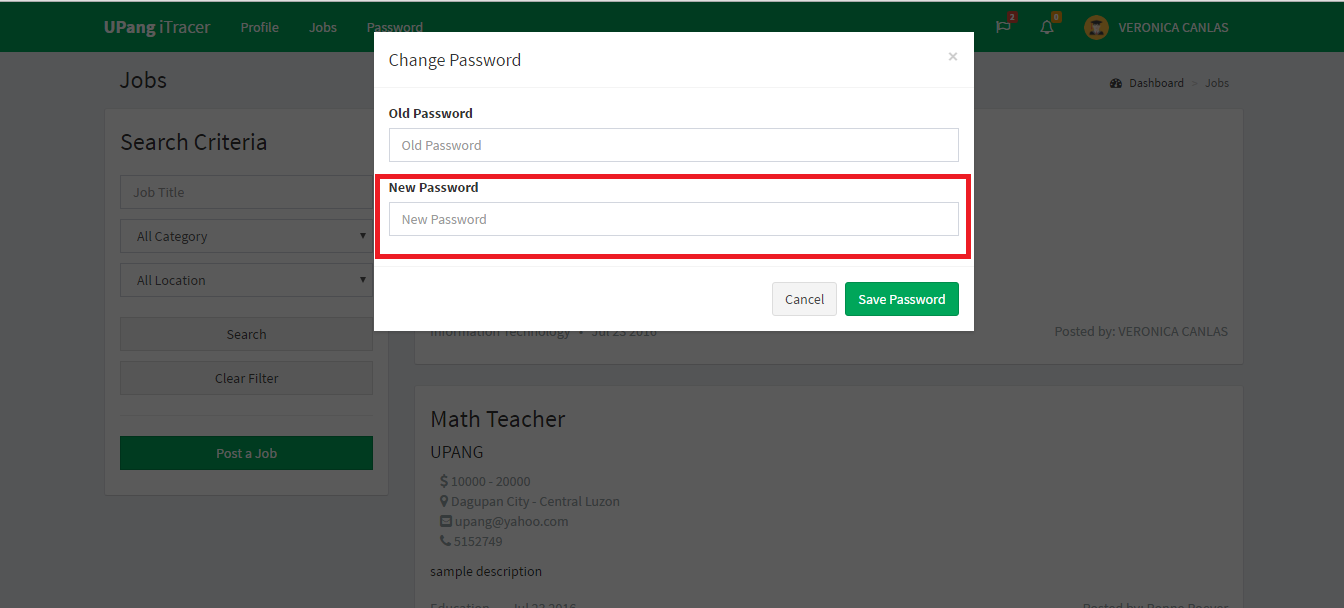 UPang iTracer Profile Jobs Password 2 0 VERONICA CANLAS
Jobs
Dashboard > Jobs
Change Password ×
Old Password
Old Password
New Password
New Password
Cancel Save Password
Search Criteria
Job Title
All Category
All Location
Search
Clear Filter
Post a Job
Information Technology • Jul 23 2016 Posted by: VERONICA CANLAS
Math Teacher
UPANG
$ 10000 - 20000
Dagupan City - Central Luzon
upang@yahoo.com
5152749
sample description
Education Jul 23 2016 Posted by: